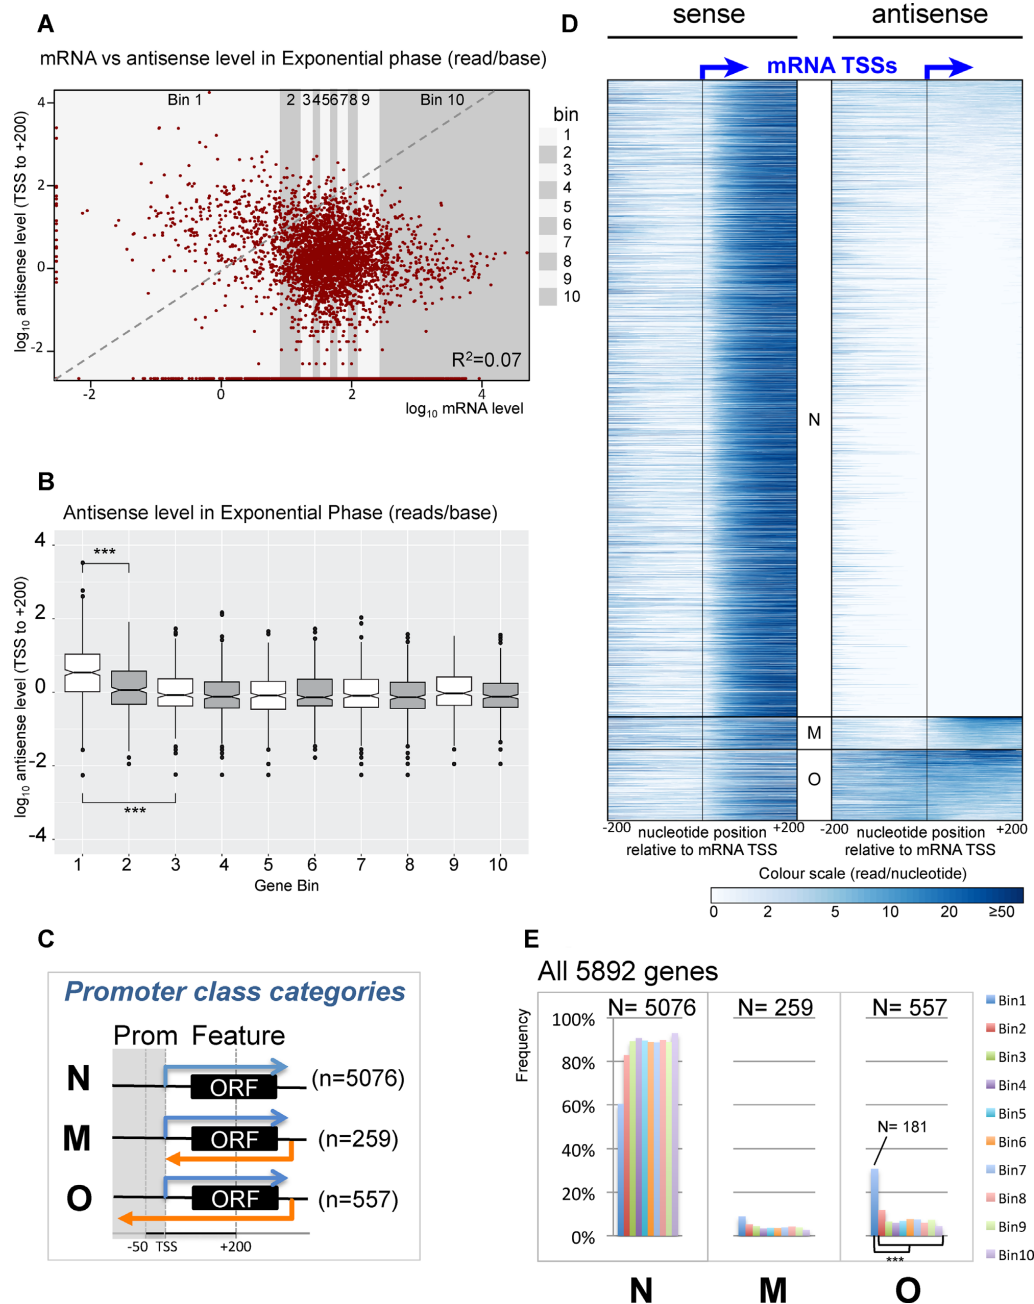 A
mRNA vs antisense level in Exponential phase (read/base)
log10 antisense level (TSS to +200)
4
2
0
-2
Bin 1
2
3
4
5
6
7
8
9
Bin 10
R2=0.07
-2
0
2
4
log10 mRNA level
bin
1
2
3
4
5
6
7
8
9
10
B
Antisense level in Exponential Phase (reads/base)
log10 antisense level (TSS to +200)
4
2
0
-2
-4
***
***
1 2 3 4 5 6 7 8 9 10
Gene Bin
C
Promoter class categories
Prom Feature
N ORF (n=5076)
M ORF (n=259)
O ORF (n=557)
-50 TSS +200
D
sense antisense
mRNA TSSs
N
M
O
-200 nucleotide position +200
relative to mRNA TSS
-200 nucleotide position +200
relative to mRNA TSS
Colour scale (read/nucleotide)
0 2 5 10 20 ≥50
E
All 5892 genes
Frequency
N= 5076 N= 259 N= 557
100%
80%
60%
40%
20%
0%
N= 181
***
N M O
Bin1
Bin2
Bin3
Bin4
Bin5
Bin6
Bin7
Bin8
Bin9
Bin10